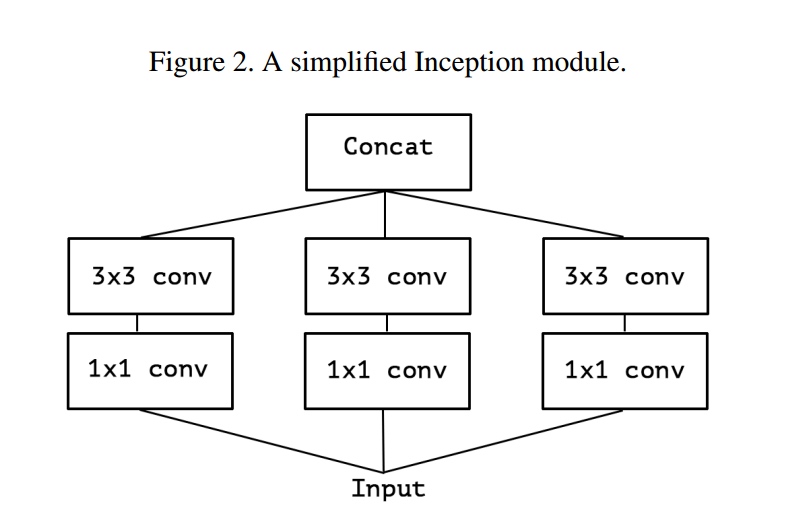 Figure 2. A simplified Inception module.
Concat
3x3 conv 3x3 conv 3x3 conv
1x1 conv 1x1 conv 1x1 conv
Input